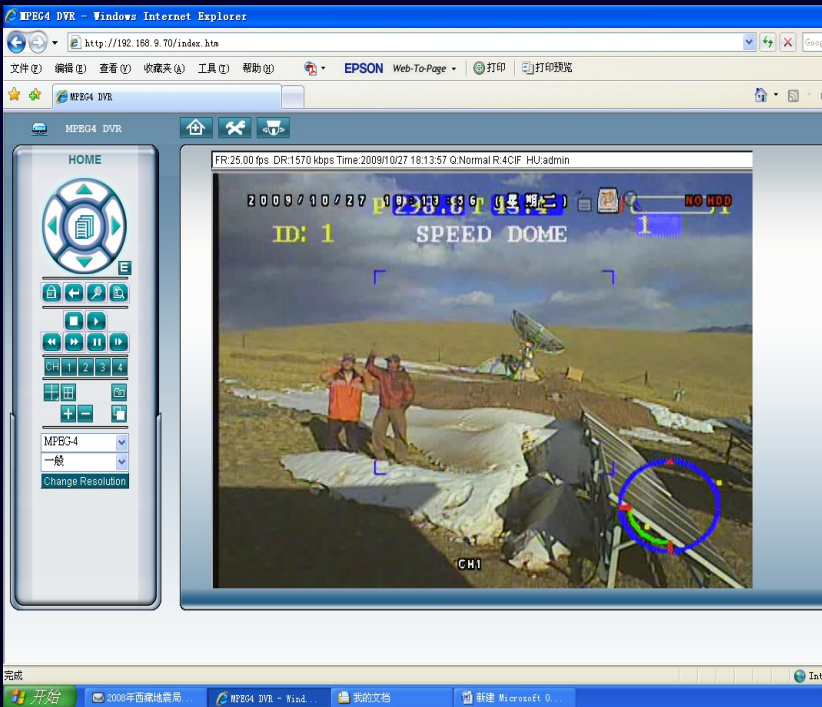 MPEG4 DVR - Windows Internet Explorer
http://192.168.9.70/index.htm
文件(F) 编辑(E) 查看(V) 收藏夹(A) 工具(T) 帮助(H) EPSON Web-To-Page 打印 打印预览
MPEG4 DVR
MPEG4 DVR
HOME
FR:25.00 fps DR:1570 kbps Time:2009/10/27 18:13:57 Q:Normal R:4CIF HU:admin
2009/10/27 (星期二) NO HDD
1
ID: 1 SPEED DOME
E
CH 1 2 3 4
MPEG-4
一般
Change Resolution
CH1
完成
开始 2008年西藏地震局... MPEG4 DVR - Wind... 我的文档 新建 Microsoft O...